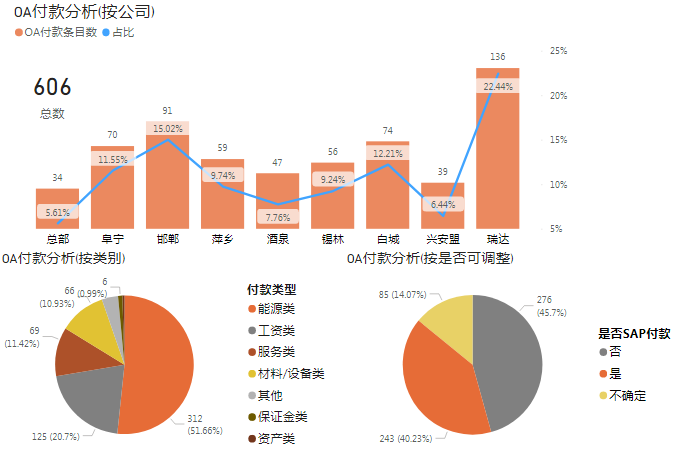 OA付款分析(按公司)
OA付款条目数 占比
606
总数
25%
20%
15%
10%
5%
34 70 91 59 47 56 74 39 136
5.61% 11.55% 15.02% 9.74% 7.76% 9.24% 12.21% 6.44% 22.44%
总部 阜宁 邯郸 萍乡 酒泉 锡林 白城 兴安盟 瑞达
OA付款分析(按类别)
6
(0.99%)
66
(10.93%)
69
(11.42%)
125 (20.7%)
312
(51.66%)
付款类型
能源类
工资类
服务类
材料/设备类
其他
保证金类
资产类
OA付款分析(按是否可调整)
85 (14.07%)
276
(45.7%)
243 (40.23%)
是否SAP付款
否
是
不确定